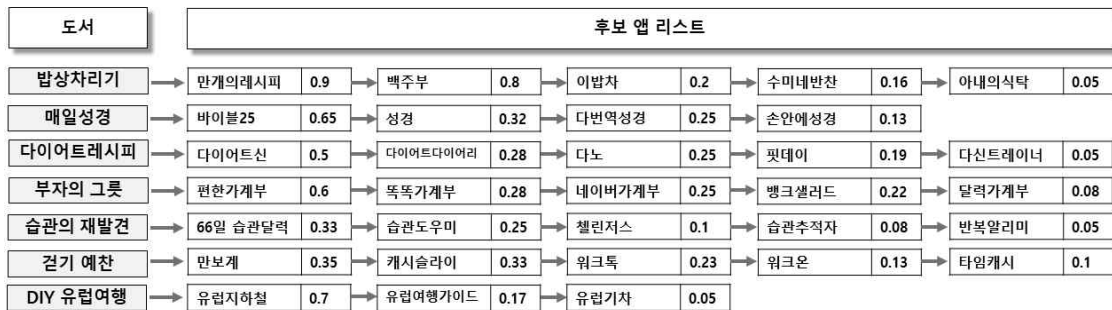 도서 후보 앱 리스트
밥상차리기 만개의레시피 0.9 백주부 0.8 이밥차 0.2 수미네반찬 0.16 아내의식탁 0.05
매일성경 바이블25 0.65 성경 0.32 다번역성경 0.25 손안에성경 0.13
다이어트레시피 다이어트신 0.5 다이어트다이어리 0.28 다노 0.25 핏데이 0.19 다신트레이너 0.05
부자의 그릇 편한가계부 0.6 똑똑가계부 0.28 네이버가계부 0.25 뱅크샐러드 0.22 달력가계부 0.08
습관의 재발견 66일 습관달력 0.33 습관도우미 0.25 첼린저스 0.1 습관추적자 0.08 반복알리미 0.05
걷기 예찬 만보계 0.35 캐시슬라이 0.33 워크톡 0.23 워크온 0.13 타임캐시 0.1
DIY 유럽여행 유럽지하철 0.7 유럽여행가이드 0.17 유럽기차 0.05